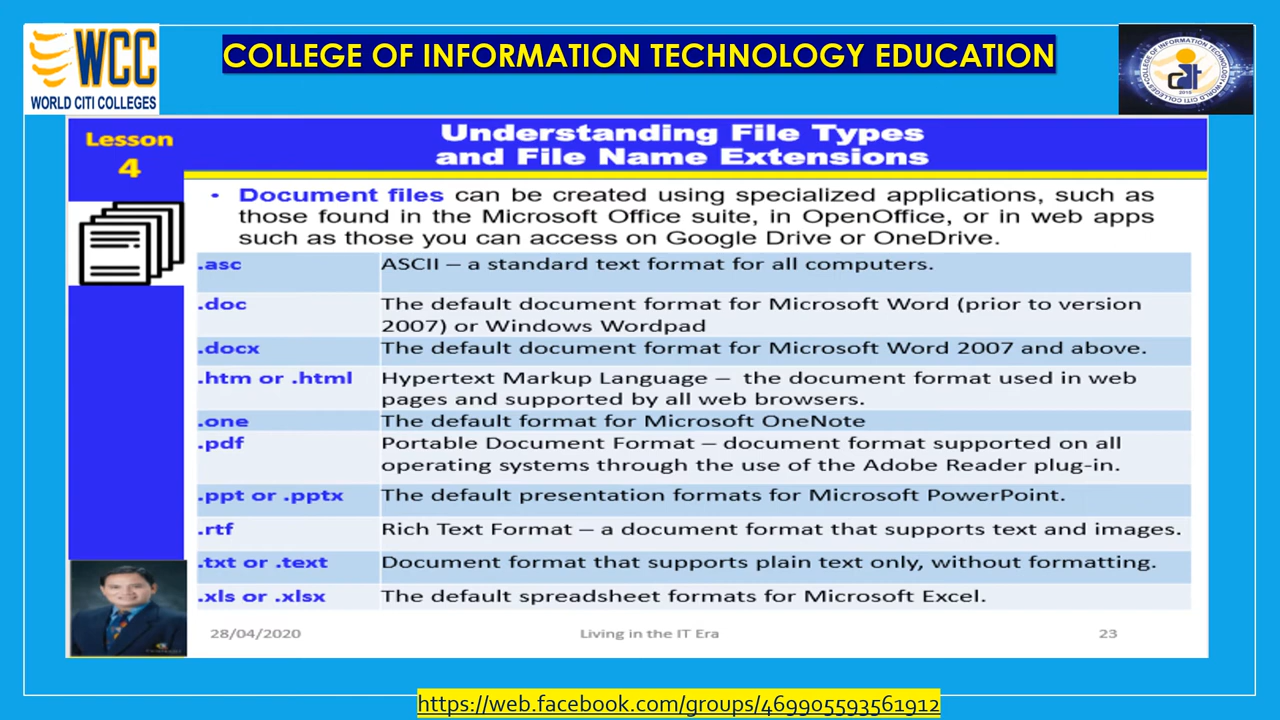 WCC
WORLD CITI COLLEGES
COLLEGE OF INFORMATION TECHNOLOGY EDUCATION
Lesson
4
Understanding File Types
and File Name Extensions
• Document files can be created using specialized applications, such as
those found in the Microsoft Office suite, in OpenOffice, or in web apps
such as those you can access on Google Drive or OneDrive.
.asc ASCII – a standard text format for all computers.
.doc The default document format for Microsoft Word (prior to version
2007) or Windows Wordpad
.docx The default document format for Microsoft Word 2007 and above.
.htm or .html Hypertext Markup Language – the document format used in web
pages and supported by all web browsers.
.one The default format for Microsoft OneNote
.pdf Portable Document Format – document format supported on all
operating systems through the use of the Adobe Reader plug-in.
.ppt or .pptx The default presentation formats for Microsoft PowerPoint.
.rtf Rich Text Format – a document format that supports text and images.
.txt or .text Document format that supports plain text only, without formatting.
.xls or .xlsx The default spreadsheet formats for Microsoft Excel.
28/04/2020 Living in the IT Era 23
https://web.facebook.com/groups/469905593561912